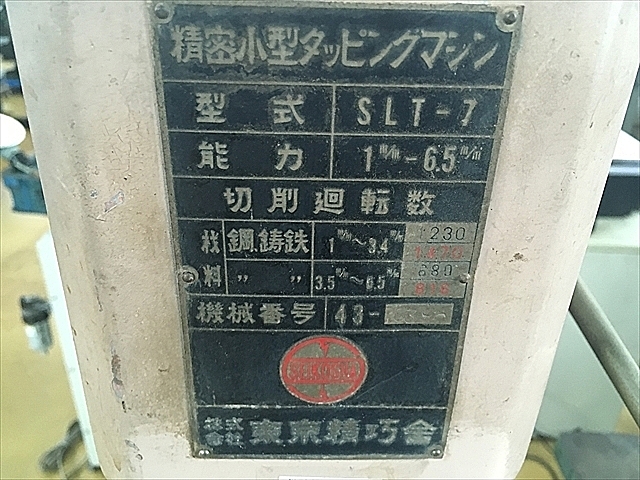 精密小型タッピングマシン
型式 SLT-7
能力 1m/m-6.5m/m
切削廻転数
材料 鋼、鋳鉄 1m/m~3.4m/m 1230
〃 〃 3.5m/m~6.5m/m 680
機械番号 43-
株式会社 東京精巧舎